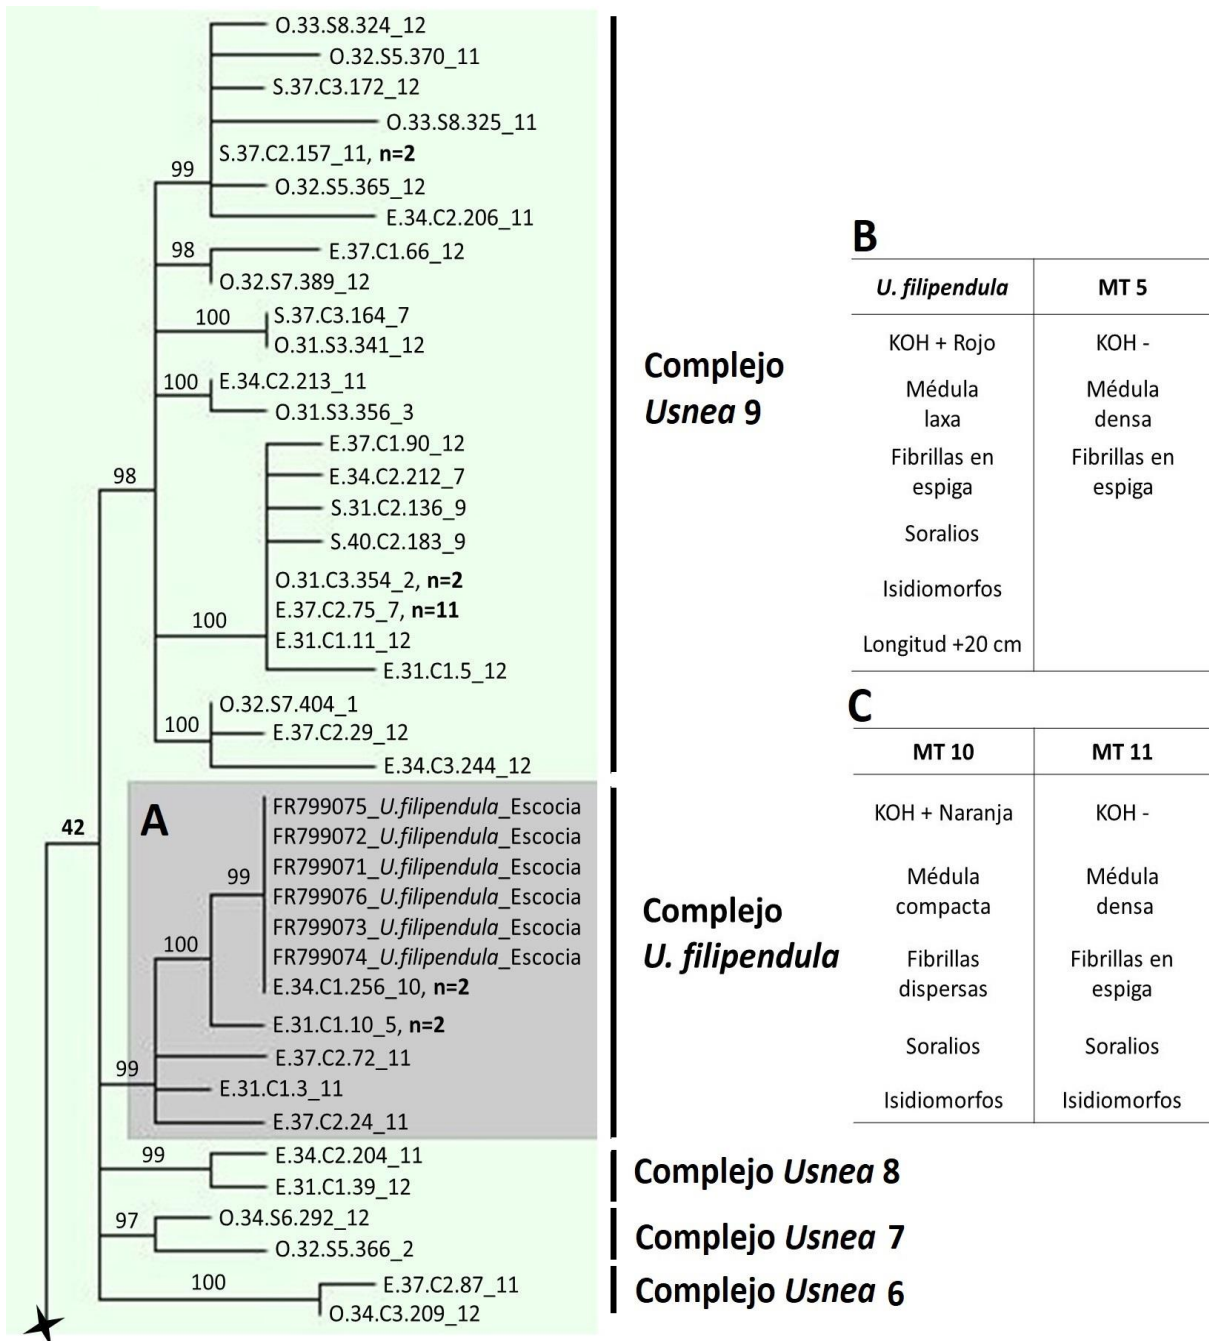 O.33.S8.324_12
O.32.S5.370_11
S.37.C3.172_12
O.33.S8.325_11
99
S.37.C2.157_11, n=2
O.32.S5.365_12
E.34.C2.206_11
98
E.37.C1.66_12
O.32.S7.389_12
100
S.37.C3.164_7
O.31.S3.341_12
100
E.34.C2.213_11
O.31.S3.356_3
98
E.37.C1.90_12
E.34.C2.212_7
S.31.C2.136_9
S.40.C2.183_9
O.31.C3.354_2, n=2
100
E.37.C2.75_7, n=11
E.31.C1.11_12
E.31.C1.5_12
100
O.32.S7.404_1
E.37.C2.29_12
E.34.C3.244_12
Complejo
Usnea 9
42
A
FR799075_U.filipendula_Escocia
FR799072_U.filipendula_Escocia
FR799071_U.filipendula_Escocia
99
FR799076_U.filipendula_Escocia
FR799073_U.filipendula_Escocia
100
FR799074_U.filipendula_Escocia
E.34.C1.256_10, n=2
E.31.C1.10_5, n=2
99
E.37.C2.72_11
E.31.C1.3_11
E.37.C2.24_11
Complejo
U. filipendula
99
E.34.C2.204_11
E.31.C1.39_12
Complejo Usnea 8
97
O.34.S6.292_12
O.32.S5.366_2
Complejo Usnea 7
100
E.37.C2.87_11
O.34.C3.209_12
Complejo Usnea 6
B
U. filipendula MT 5
KOH + Rojo KOH -
Médula Médula
laxa densa
Fibrillas en Fibrillas en
espiga espiga
Soralios
Isidiomorfos
Longitud +20 cm
C
MT 10 MT 11
KOH + Naranja KOH -
Médula Médula
compacta densa
Fibrillas Fibrillas en
dispersas espiga
Soralios Soralios
Isidiomorfos Isidiomorfos